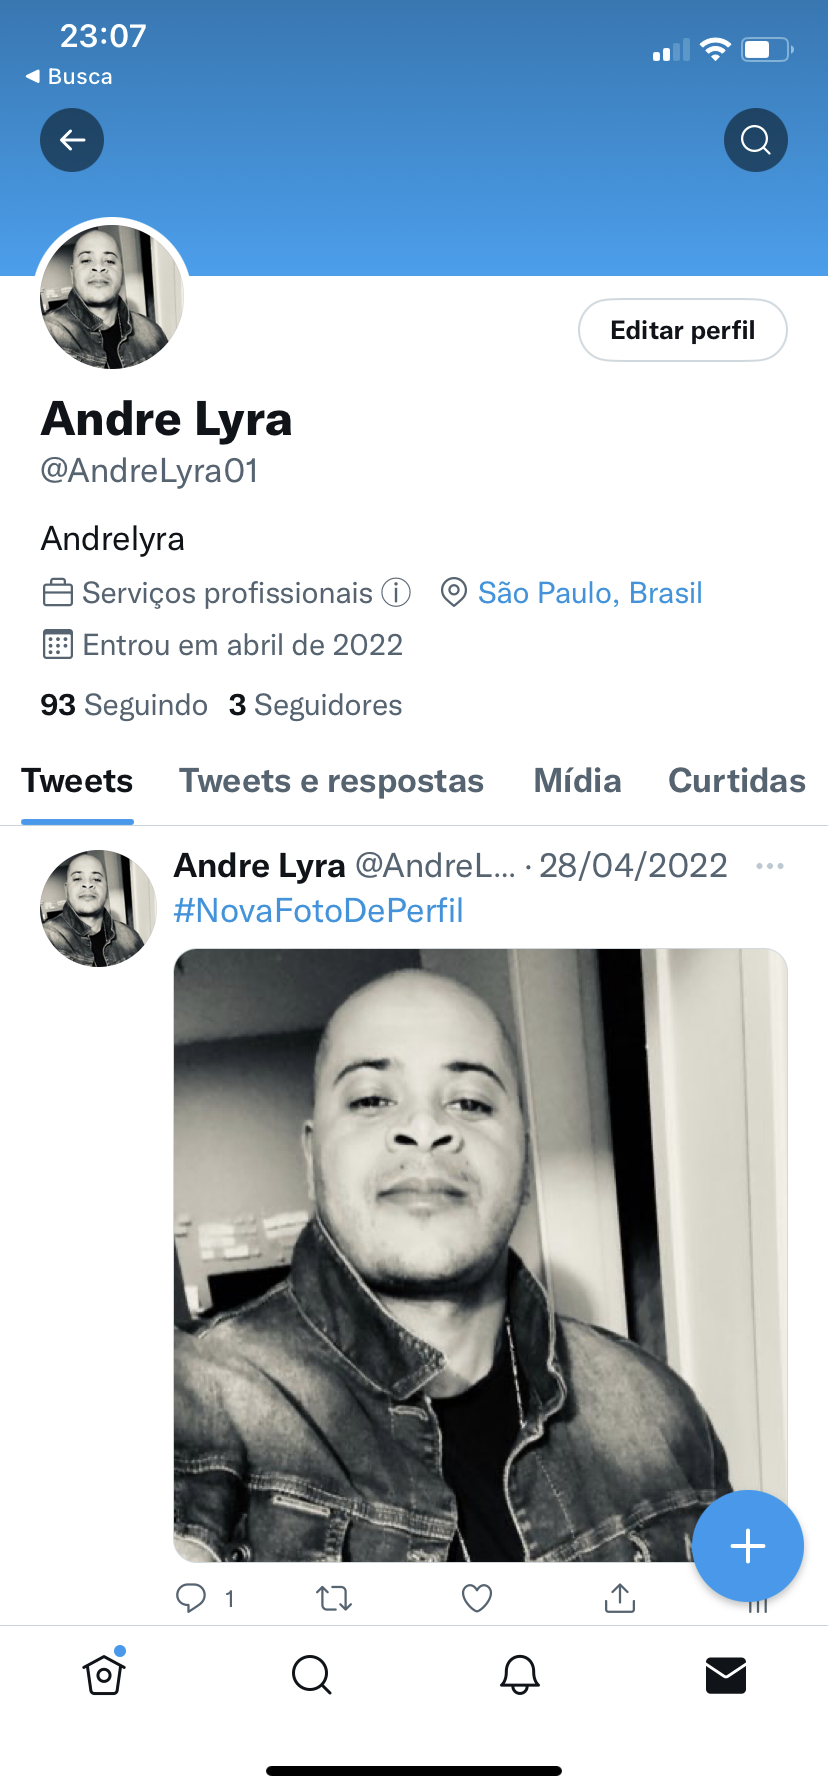 23:07
◀ Busca
Editar perfil
Andre Lyra
@AndreLyra01
Andrelyra
Serviços profissionais São Paulo, Brasil
Entrou em abril de 2022
93 Seguindo 3 Seguidores
Tweets Tweets e respostas Mídia Curtidas
Andre Lyra @AndreL... · 28/04/2022
#NovaFotoDePerfil
1